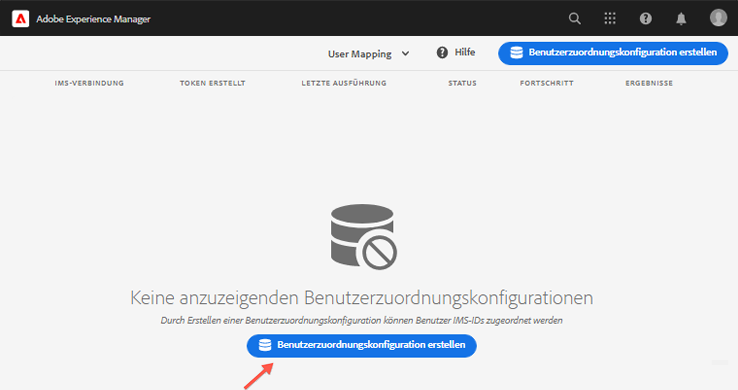 Adobe Experience Manager
User Mapping
Hilfe
Benutzerzuordnungskonfiguration erstellen
IMS-VERBINDUNG TOKEN ERSTELLT LETZTE AUSFÜHRUNG STATUS FORTSCHRITT ERGEBNISSE
Keine anzuzeigenden Benutzerzuordnungskonfigurationen
Durch Erstellen einer Benutzerzuordnungskonfiguration können Benutzer IMS-IDs zugeordnet werden
Benutzerzuordnungskonfiguration erstellen